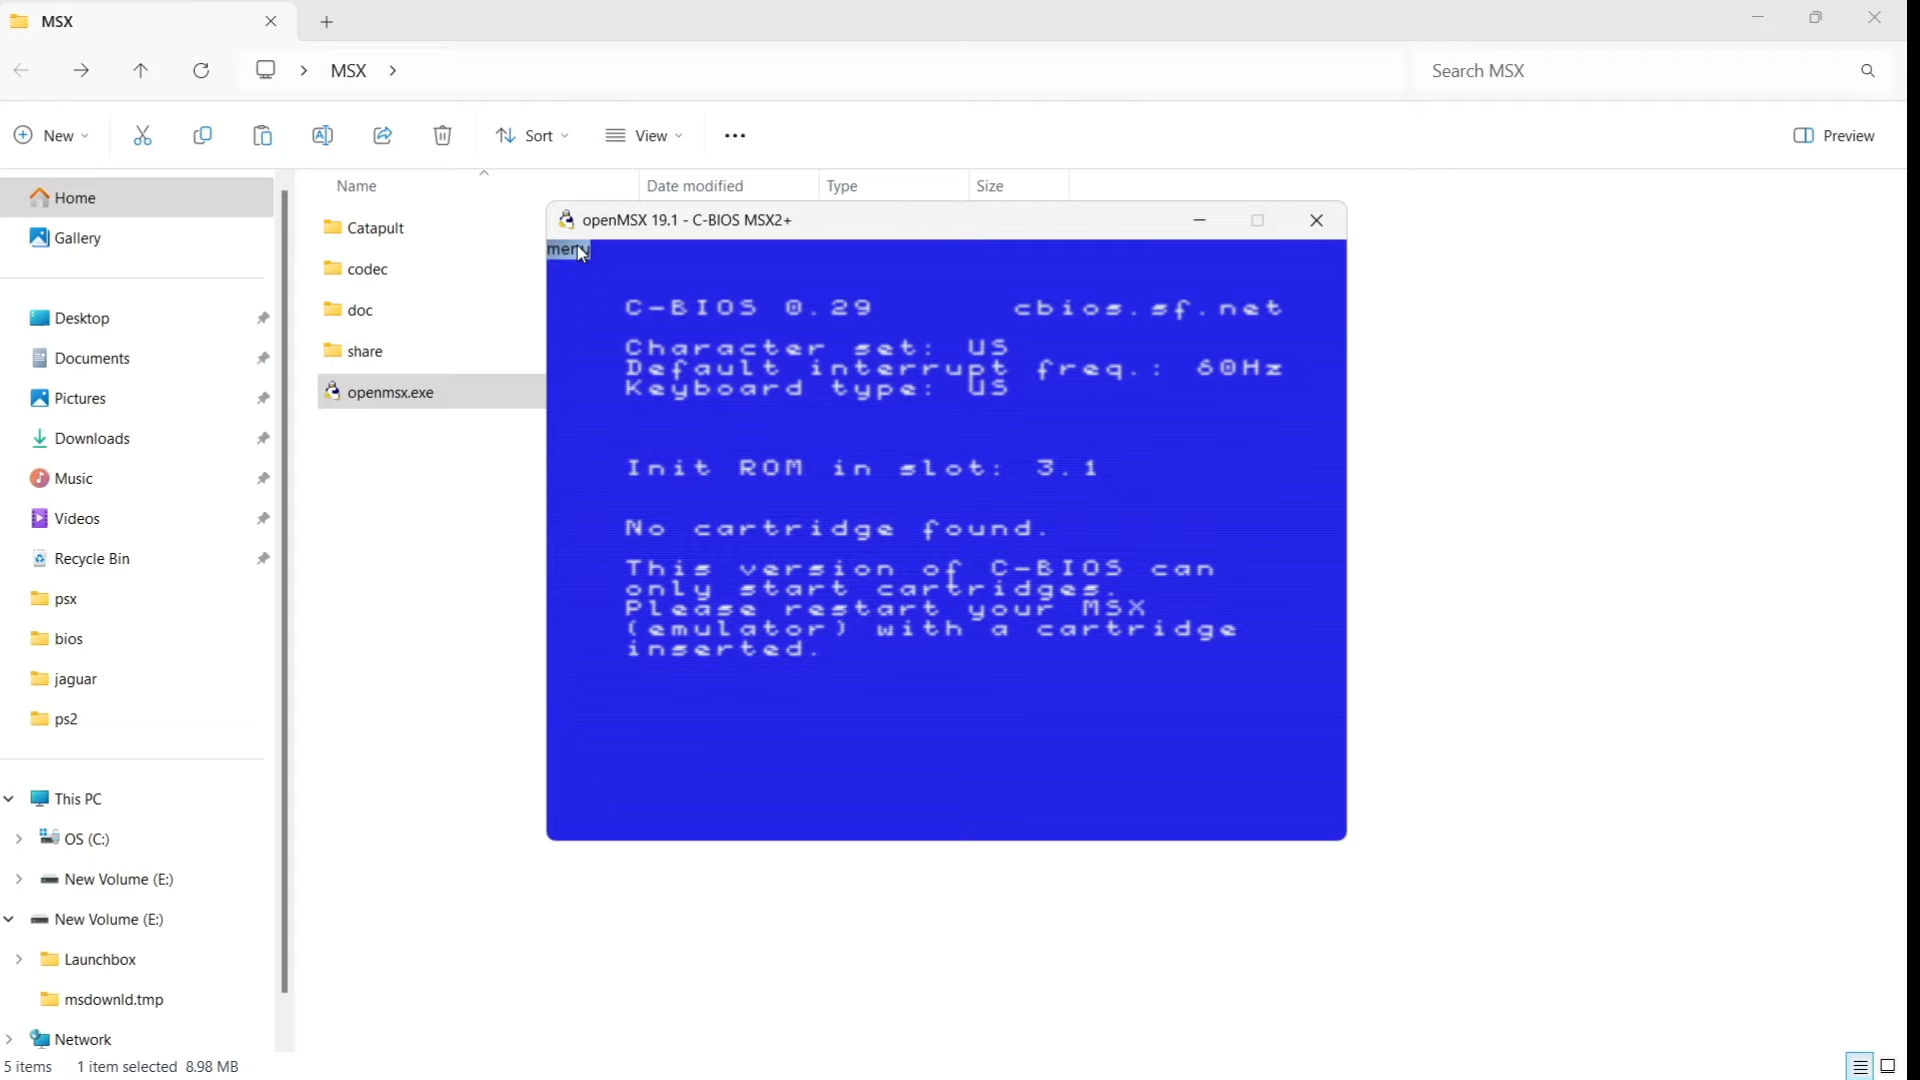 MSX
MSX
Search MSX
New
Sort
View
Preview
Home
Gallery
Desktop
Documents
Pictures
Downloads
Music
Videos
Recycle Bin
psx
bios
jaguar
ps2
This PC
OS (C:)
New Volume (E:)
New Volume (E:)
Launchbox
msdownld.tmp
Network
Name Date modified Type Size
Catapult
codec
doc
share
openmsx.exe
openMSX 19.1 - C-BIOS MSX2+
menu
C-BIOS 0.29 cbios.sf.net
Character set: US
Default interrupt freq.: 60Hz
Keyboard type: US
Init ROM in slot: 3.1
No cartridge found.
This version of C-BIOS can
only start cartridges.
Please restart your MSX
(emulator) with a cartridge
inserted.
5 items 1 item selected 8.98 MB